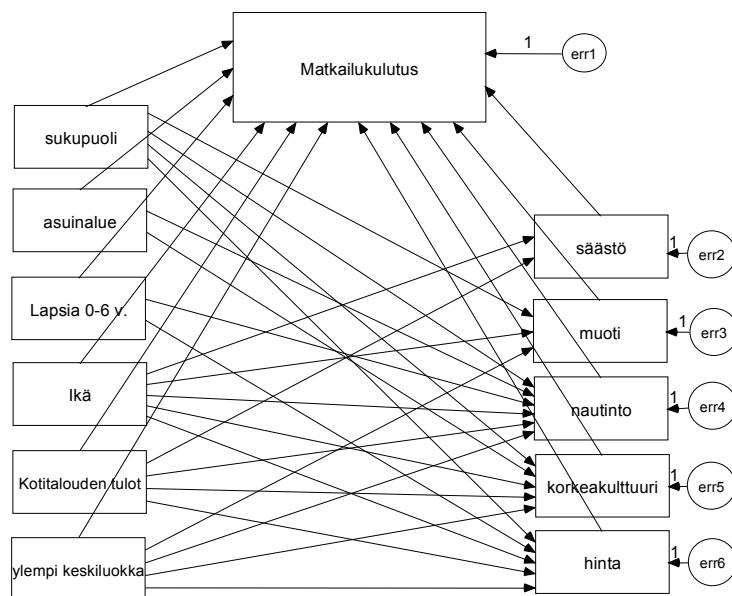 Matkailukulutus
1
err1
sukupuoli
asuinalue
Lapsia 0-6 v.
Ikä
Kotitalouden tulot
ylempi keskiluokka
säästö
1
err2
muoti
1
err3
nautinto
1
err4
korkeakulttuuri
1
err5
hinta
1
err6